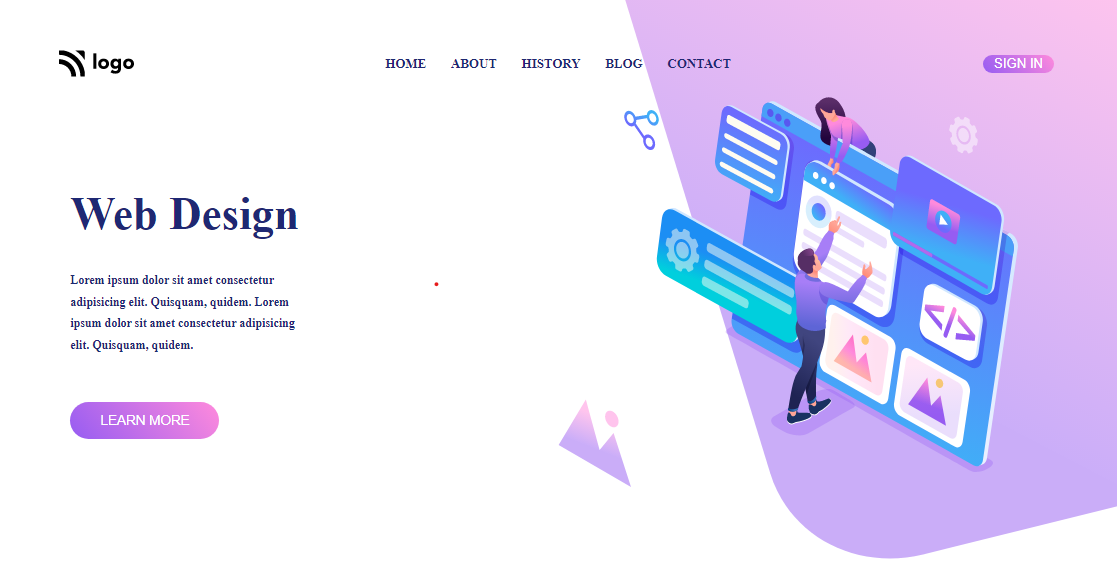 logo
HOME ABOUT HISTORY BLOG CONTACT
SIGN IN
Web Design
Lorem ipsum dolor sit amet consectetur
adipisicing elit. Quisquam, quidem. Lorem
ipsum dolor sit amet consectetur adipisicing
elit. Quisquam, quidem.
LEARN MORE
</>